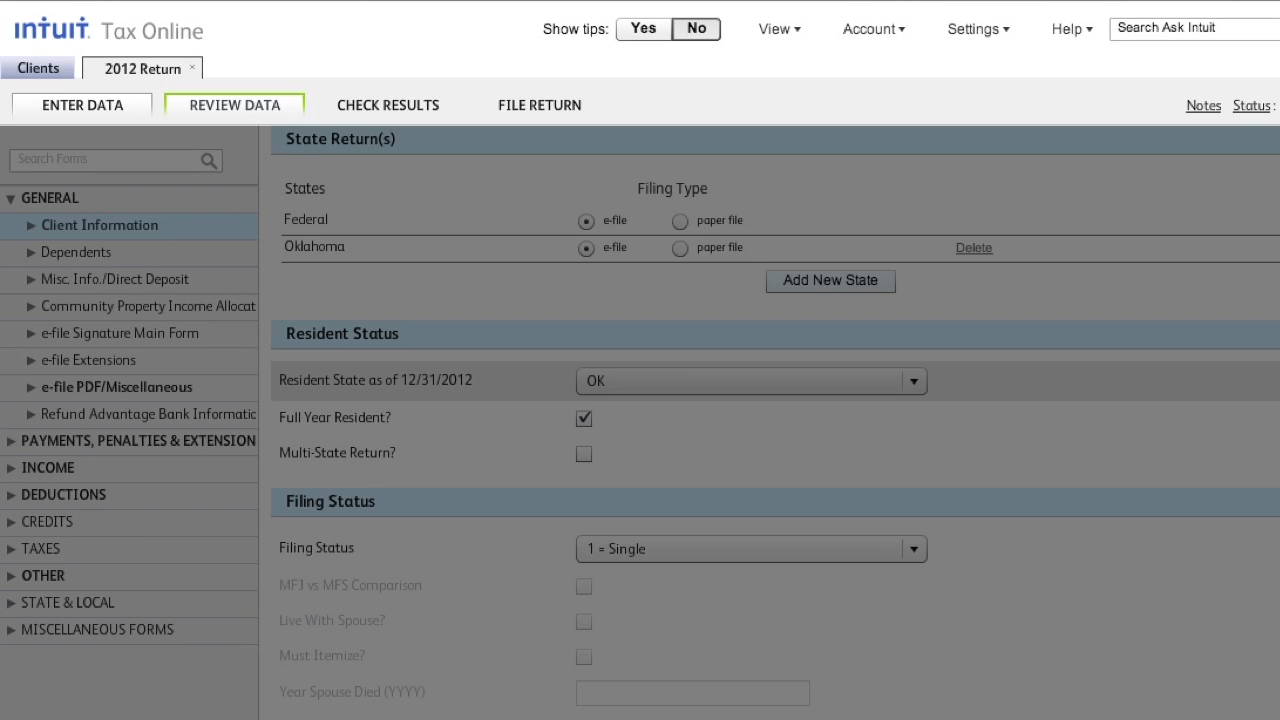 intuit Tax Online
Show tips: Yes No View Account Settings Help Search Ask Intuit
Clients 2012 Return ×
ENTER DATA REVIEW DATA CHECK RESULTS FILE RETURN Notes Status:
Search Forms
GENERAL
Client Information
Dependents
Misc. Info./Direct Deposit
Community Property Income Allocat
e-file Signature Main Form
e-file Extensions
e-file PDF/Miscellaneous
Refund Advantage Bank Informatic
PAYMENTS, PENALTIES & EXTENSION
INCOME
DEDUCTIONS
CREDITS
TAXES
OTHER
STATE & LOCAL
MISCELLANEOUS FORMS
State Return(s)
States Filing Type
Federal e-file paper file
Oklahoma e-file paper file Delete
Add New State
Resident Status
Resident State as of 12/31/2012 OK
Full Year Resident?
Multi-State Return?
Filing Status
Filing Status 1 = Single
MFJ vs MFS Comparison
Live With Spouse?
Must Itemize?
Year Spouse Died (YYYY)